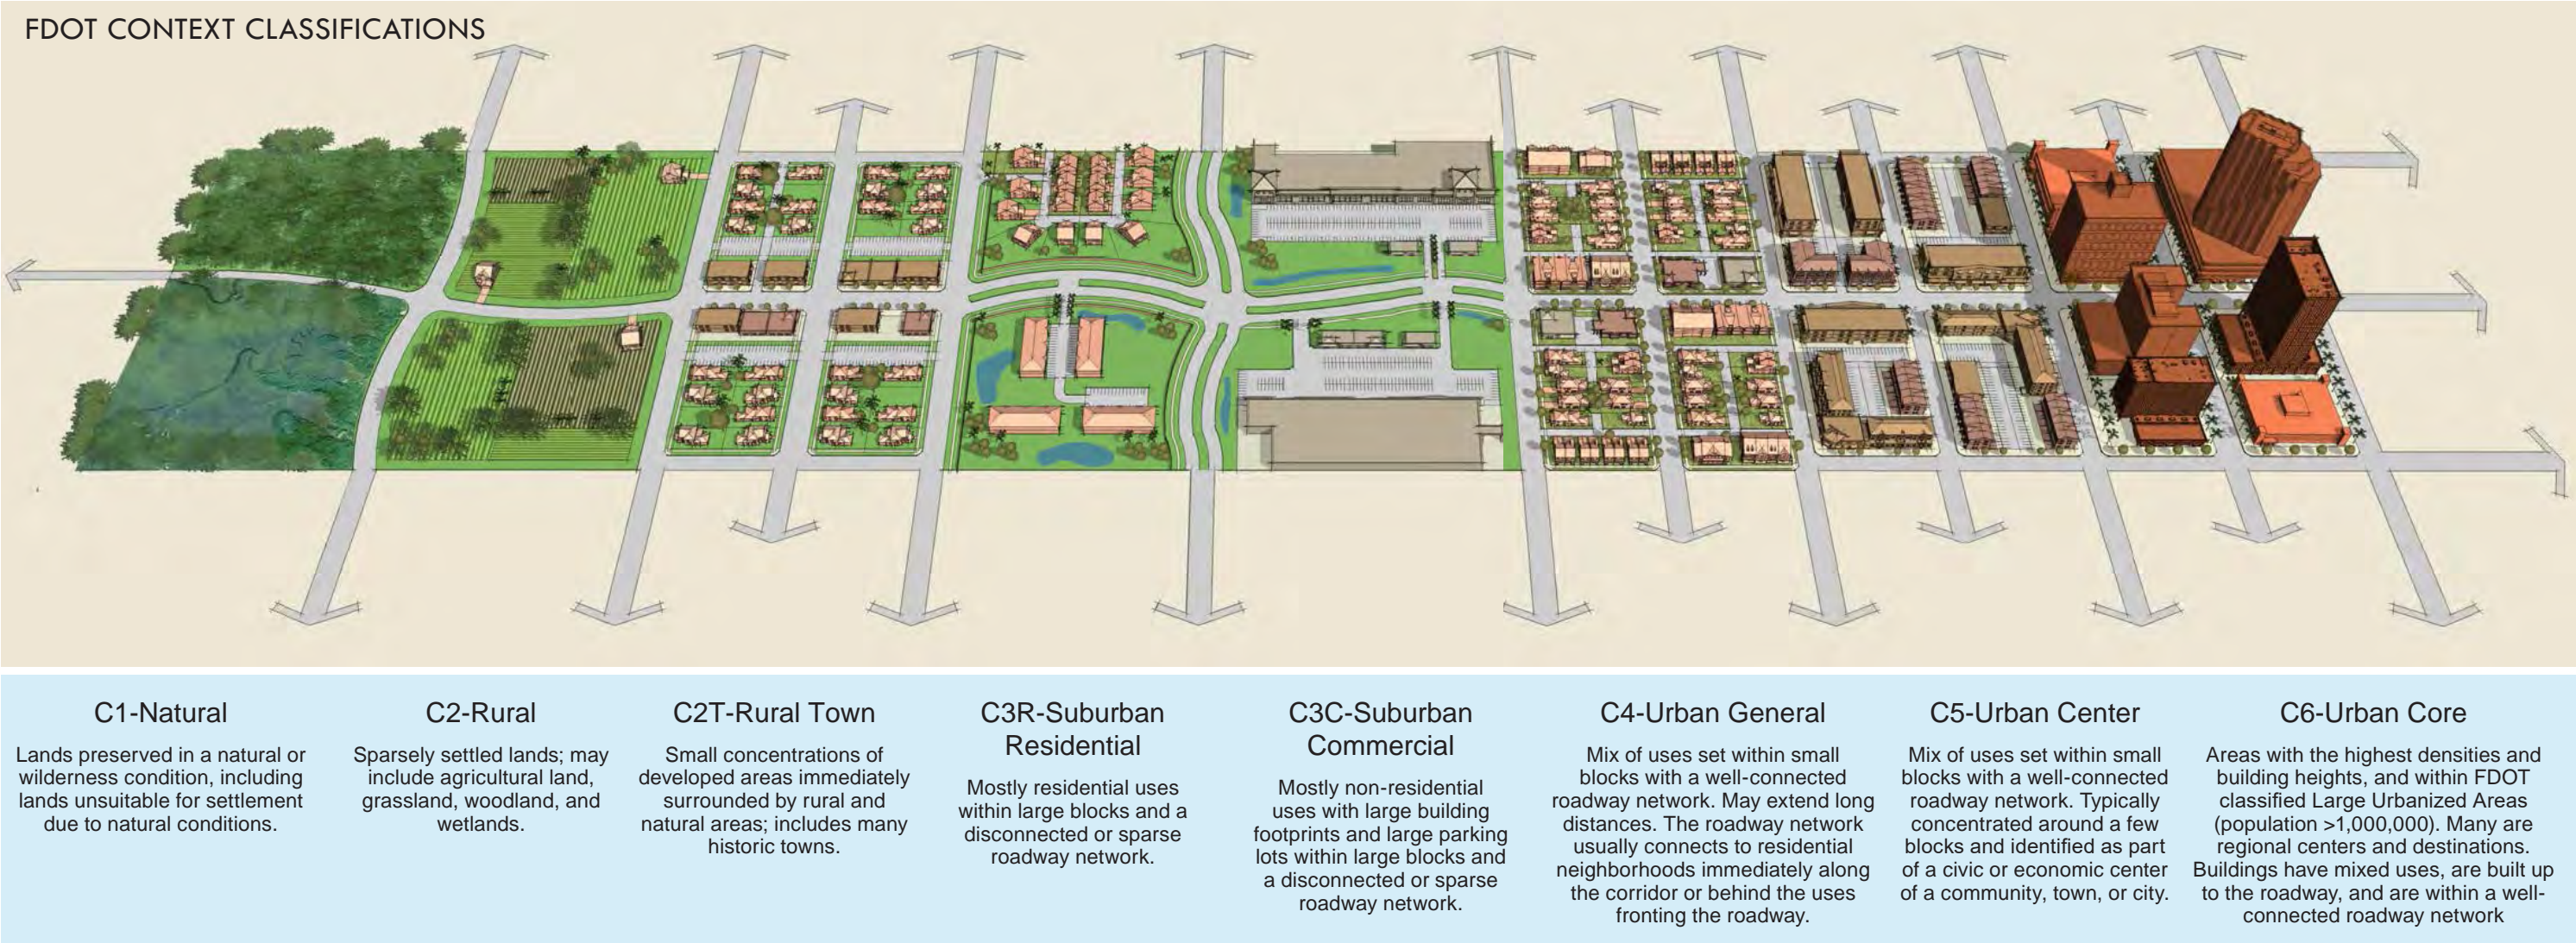 FDOT CONTEXT CLASSIFICATIONS
C1-Natural
Lands preserved in a natural or
wilderness condition, including
lands unsuitable for settlement
due to natural conditions.
C2-Rural
Sparsely settled lands; may
include agricultural land,
grassland, woodland, and
wetlands.
C2T-Rural Town
Small concentrations of
developed areas immediately
surrounded by rural and
natural areas; includes many
historic towns.
C3R-Suburban
Residential
Mostly residential uses
within large blocks and a
disconnected or sparse
roadway network.
C3C-Suburban
Commercial
Mostly non-residential
uses with large building
footprints and large parking
lots within large blocks and
a disconnected or sparse
roadway network.
C4-Urban General
Mix of uses set within small
blocks with a well-connected
roadway network. May extend long
distances. The roadway network
usually connects to residential
neighborhoods immediately along
the corridor or behind the uses
fronting the roadway.
C5-Urban Center
Mix of uses set within small
blocks with a well-connected
roadway network. Typically
concentrated around a few
blocks and identified as part
of a civic or economic center
of a community, town, or city.
C6-Urban Core
Areas with the highest densities and
building heights, and within FDOT
classified Large Urbanized Areas
(population >1,000,000). Many are
regional centers and destinations.
Buildings have mixed uses, are built up
to the roadway, and are within a well-
connected roadway network